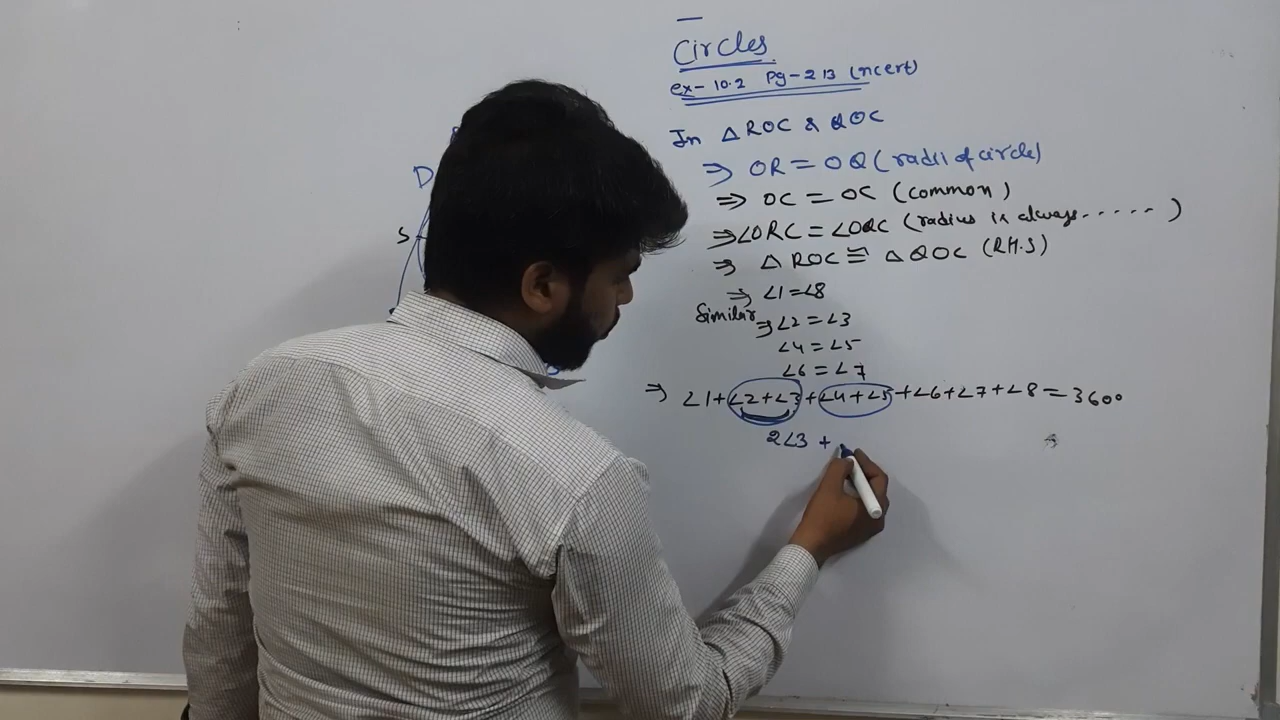 Circles
ex-10.2 Pg-213 (ncert)
In △ROC & QOC
⇒ OR = OQ (radii of circle)
⇒ OC = OC (common)
⇒ ∠ORC = ∠OQC (radius is always ......)
⇒ △ROC ≅ △QOC (R.H.S)
⇒ ∠1 = ∠8
Similar ⇒ ∠2 = ∠3
∠4 = ∠5
∠6 = ∠7
⇒ ∠1+∠2+∠3+∠4+∠5+∠6+∠7+∠8 = 360°
2∠3 +
D
S